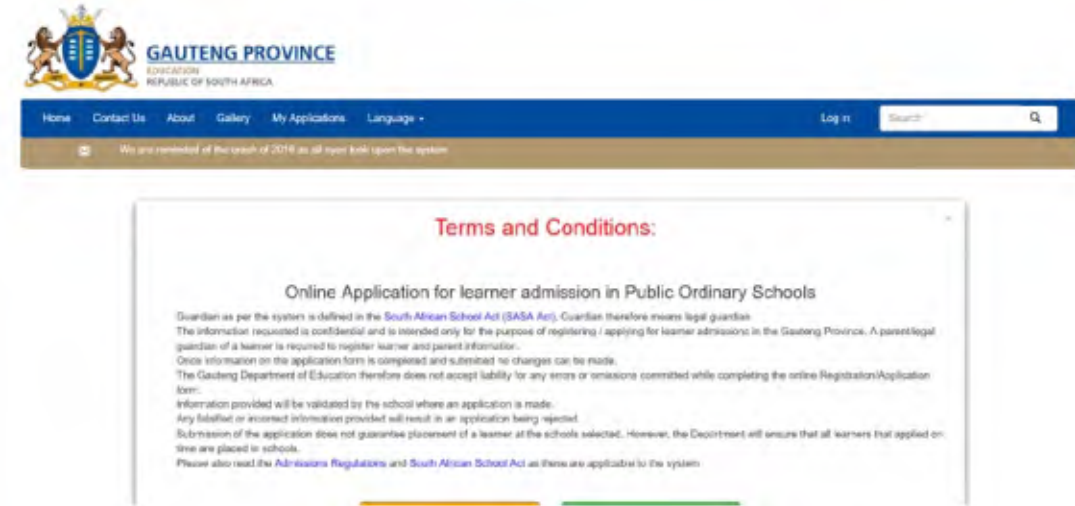 GAUTENG PROVINCE
EDUCATION
REPUBLIC OF SOUTH AFRICA
Home Contact Us About Gallery My Applications Language Log in Search
We are reminded of the crash of 2016 as all eyes look upon the system
Terms and Conditions:
Online Application for learner admission in Public Ordinary Schools
Guardian as per the system is defined in the South African School Act (SASA Act), Guardian therefore means legal guardian
The information requested is confidential and is intended only for the purpose of registering / applying for learner admissions in the Gauteng Province. A parent/legal
guardian of a learner is required to register learner and parent information.
Once information on the application form is completed and submitted no changes can be made.
The Gauteng Department of Education therefore does not accept liability for any errors or omissions committed while completing the online Registration/Application
form.
Information provided will be validated by the school where an application is made.
Any falsified or incorrect information provided will result in an application being rejected.
Submission of the application does not guarantee placement of a learner at the schools selected. However, the Department will ensure that all learners that applied on
time are placed in schools.
Please also read the Admissions Regulations and South African School Act as these are applicable to the system